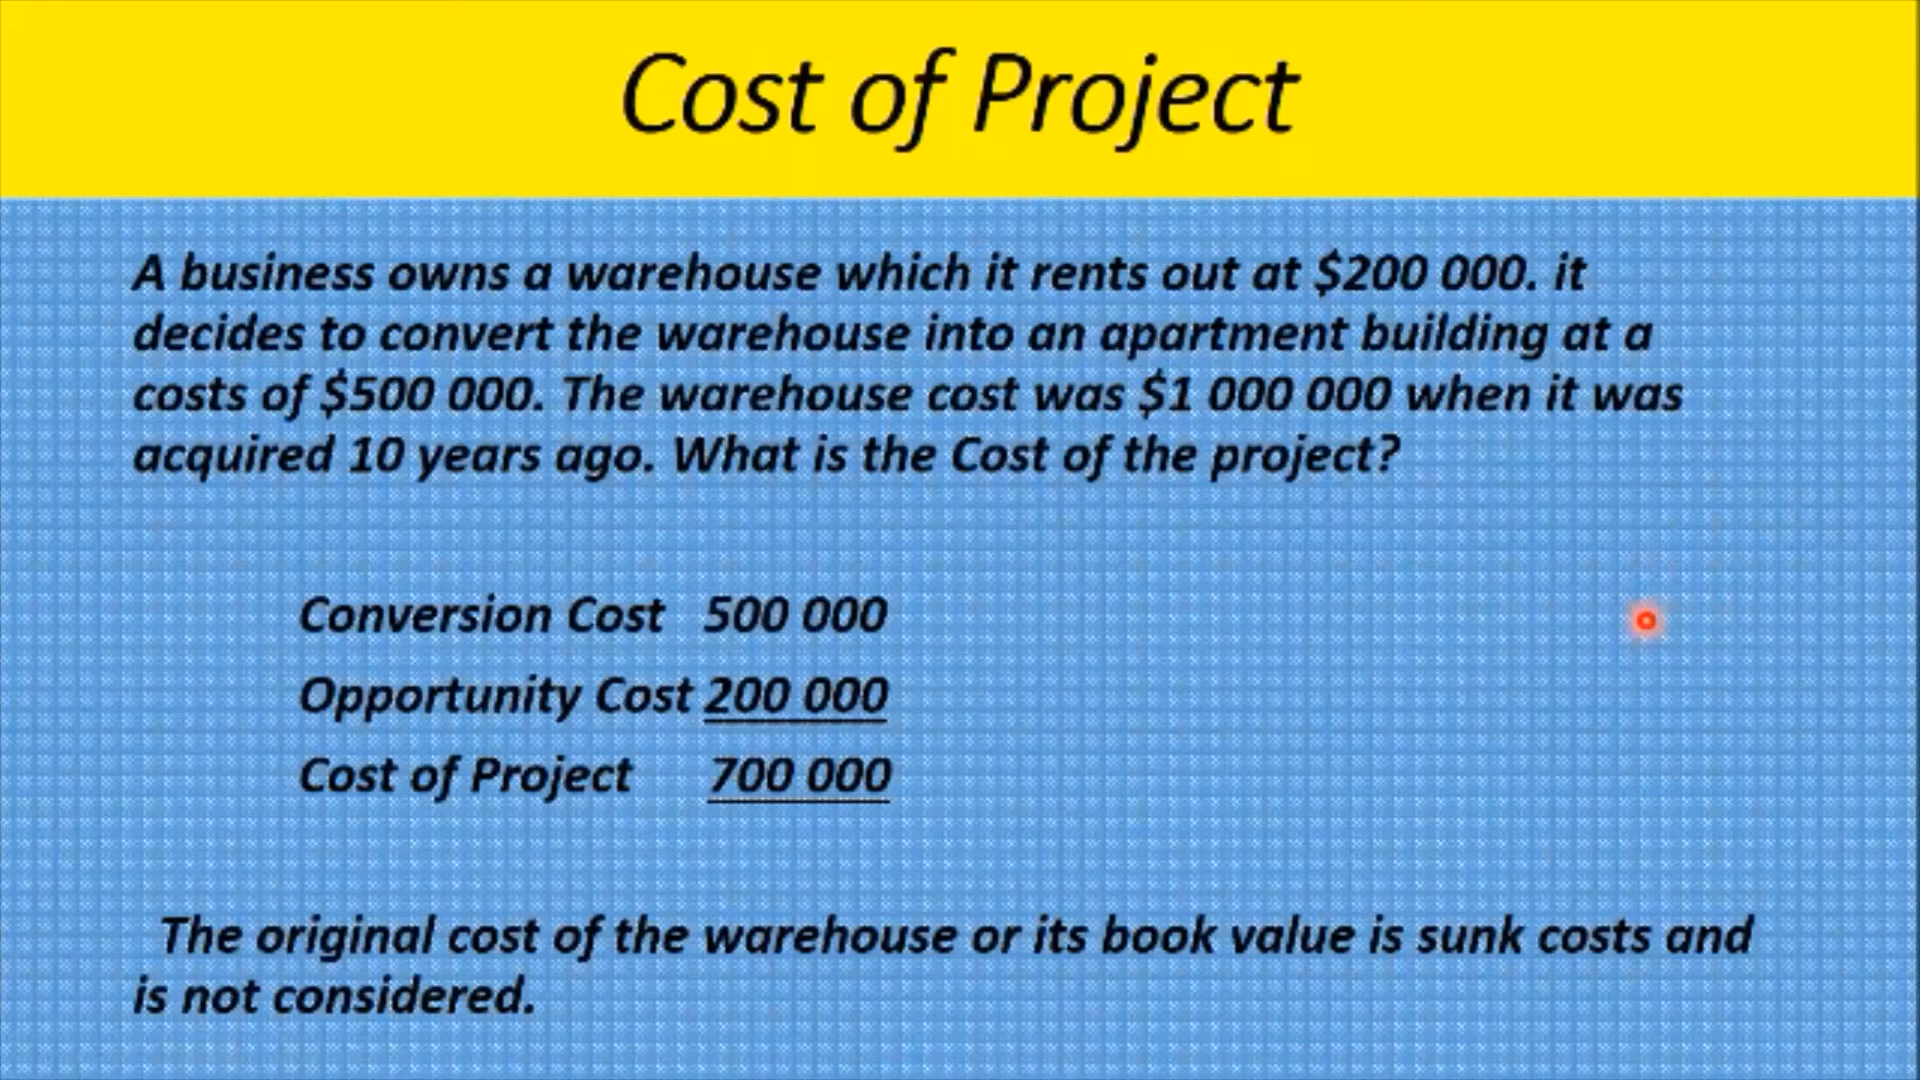 Cost of Project
A business owns a warehouse which it rents out at $200 000. it
decides to convert the warehouse into an apartment building at a
costs of $500 000. The warehouse cost was $1 000 000 when it was
acquired 10 years ago. What is the Cost of the project?
Conversion Cost 500 000
Opportunity Cost 200 000
Cost of Project 700 000
The original cost of the warehouse or its book value is sunk costs and
is not considered.